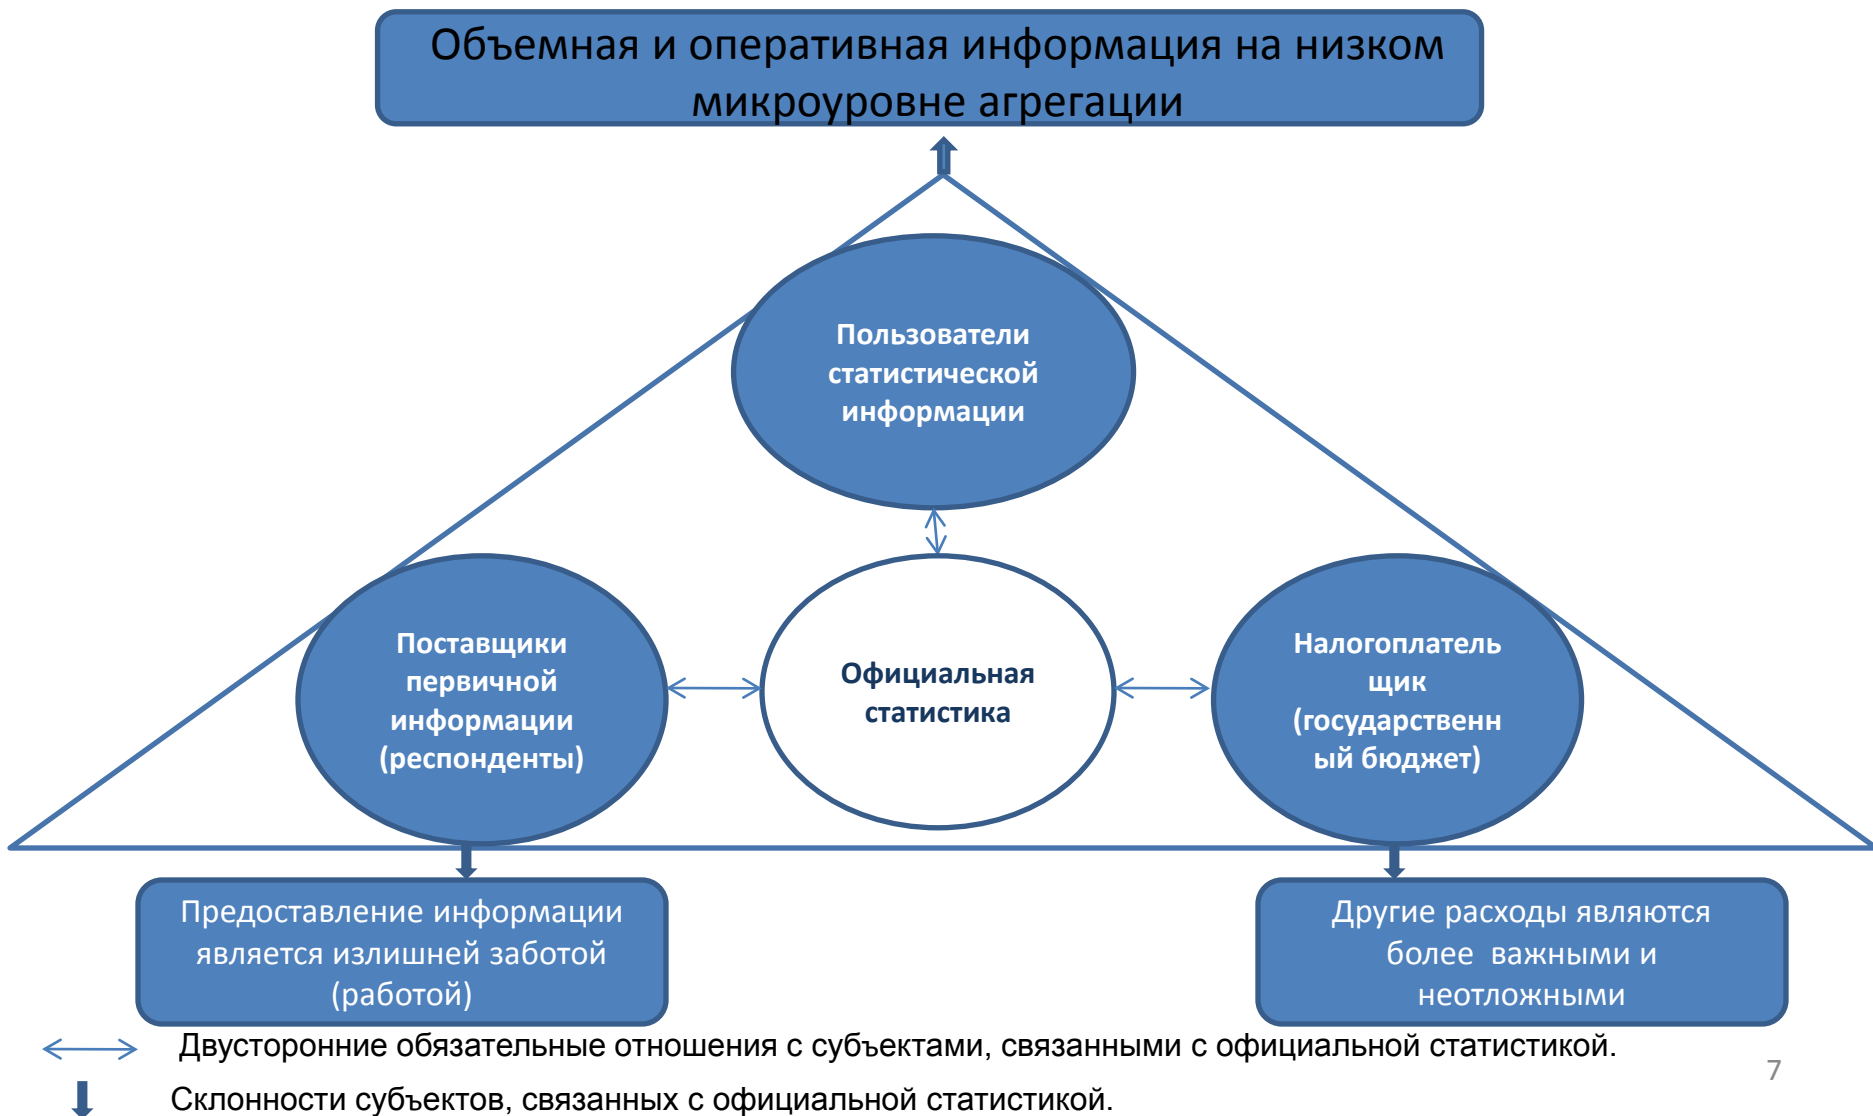 Объемная и оперативная информация на низком
микроуровне агрегации
Пользователи
статистической
информации
Поставщики
первичной
информации
(респонденты)
Официальная
статистика
Налогоплатель
щик
(государственн
ый бюджет)
Предоставление информации
является излишней заботой
(работой)
Другие расходы являются
более важными и
неотложными
Двусторонние обязательные отношения с субъектами, связанными с официальной статистикой.
7
Склонности субъектов, связанных с официальной статистикой.